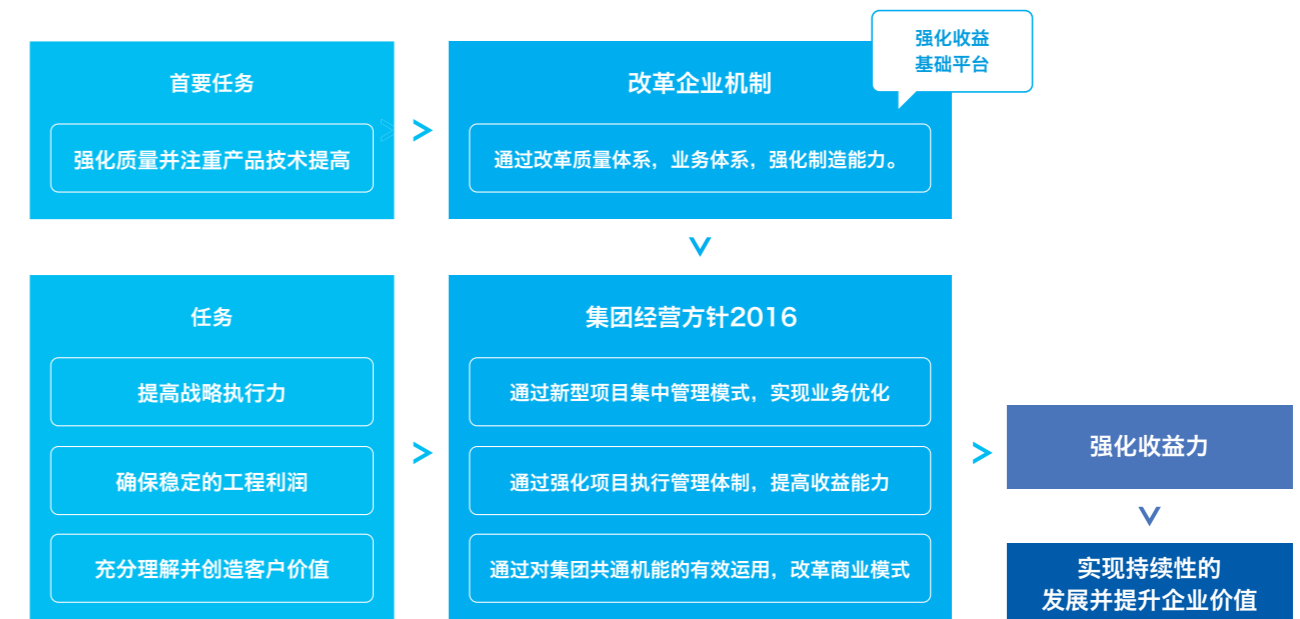 首要任务
强化质量并注重产品技术提高
改革企业机制
强化收益
基础平台
通过改革质量体系，业务体系，强化制造能力。
任务
提高战略执行力
确保稳定的工程利润
充分理解并创造客户价值
集团经营方针2016
通过新型项目集中管理模式，实现业务优化
通过强化项目执行管理体制，提高收益能力
通过对集团共通机能的有效运用，改革商业模式
强化收益力
实现持续性的
发展并提升企业价值